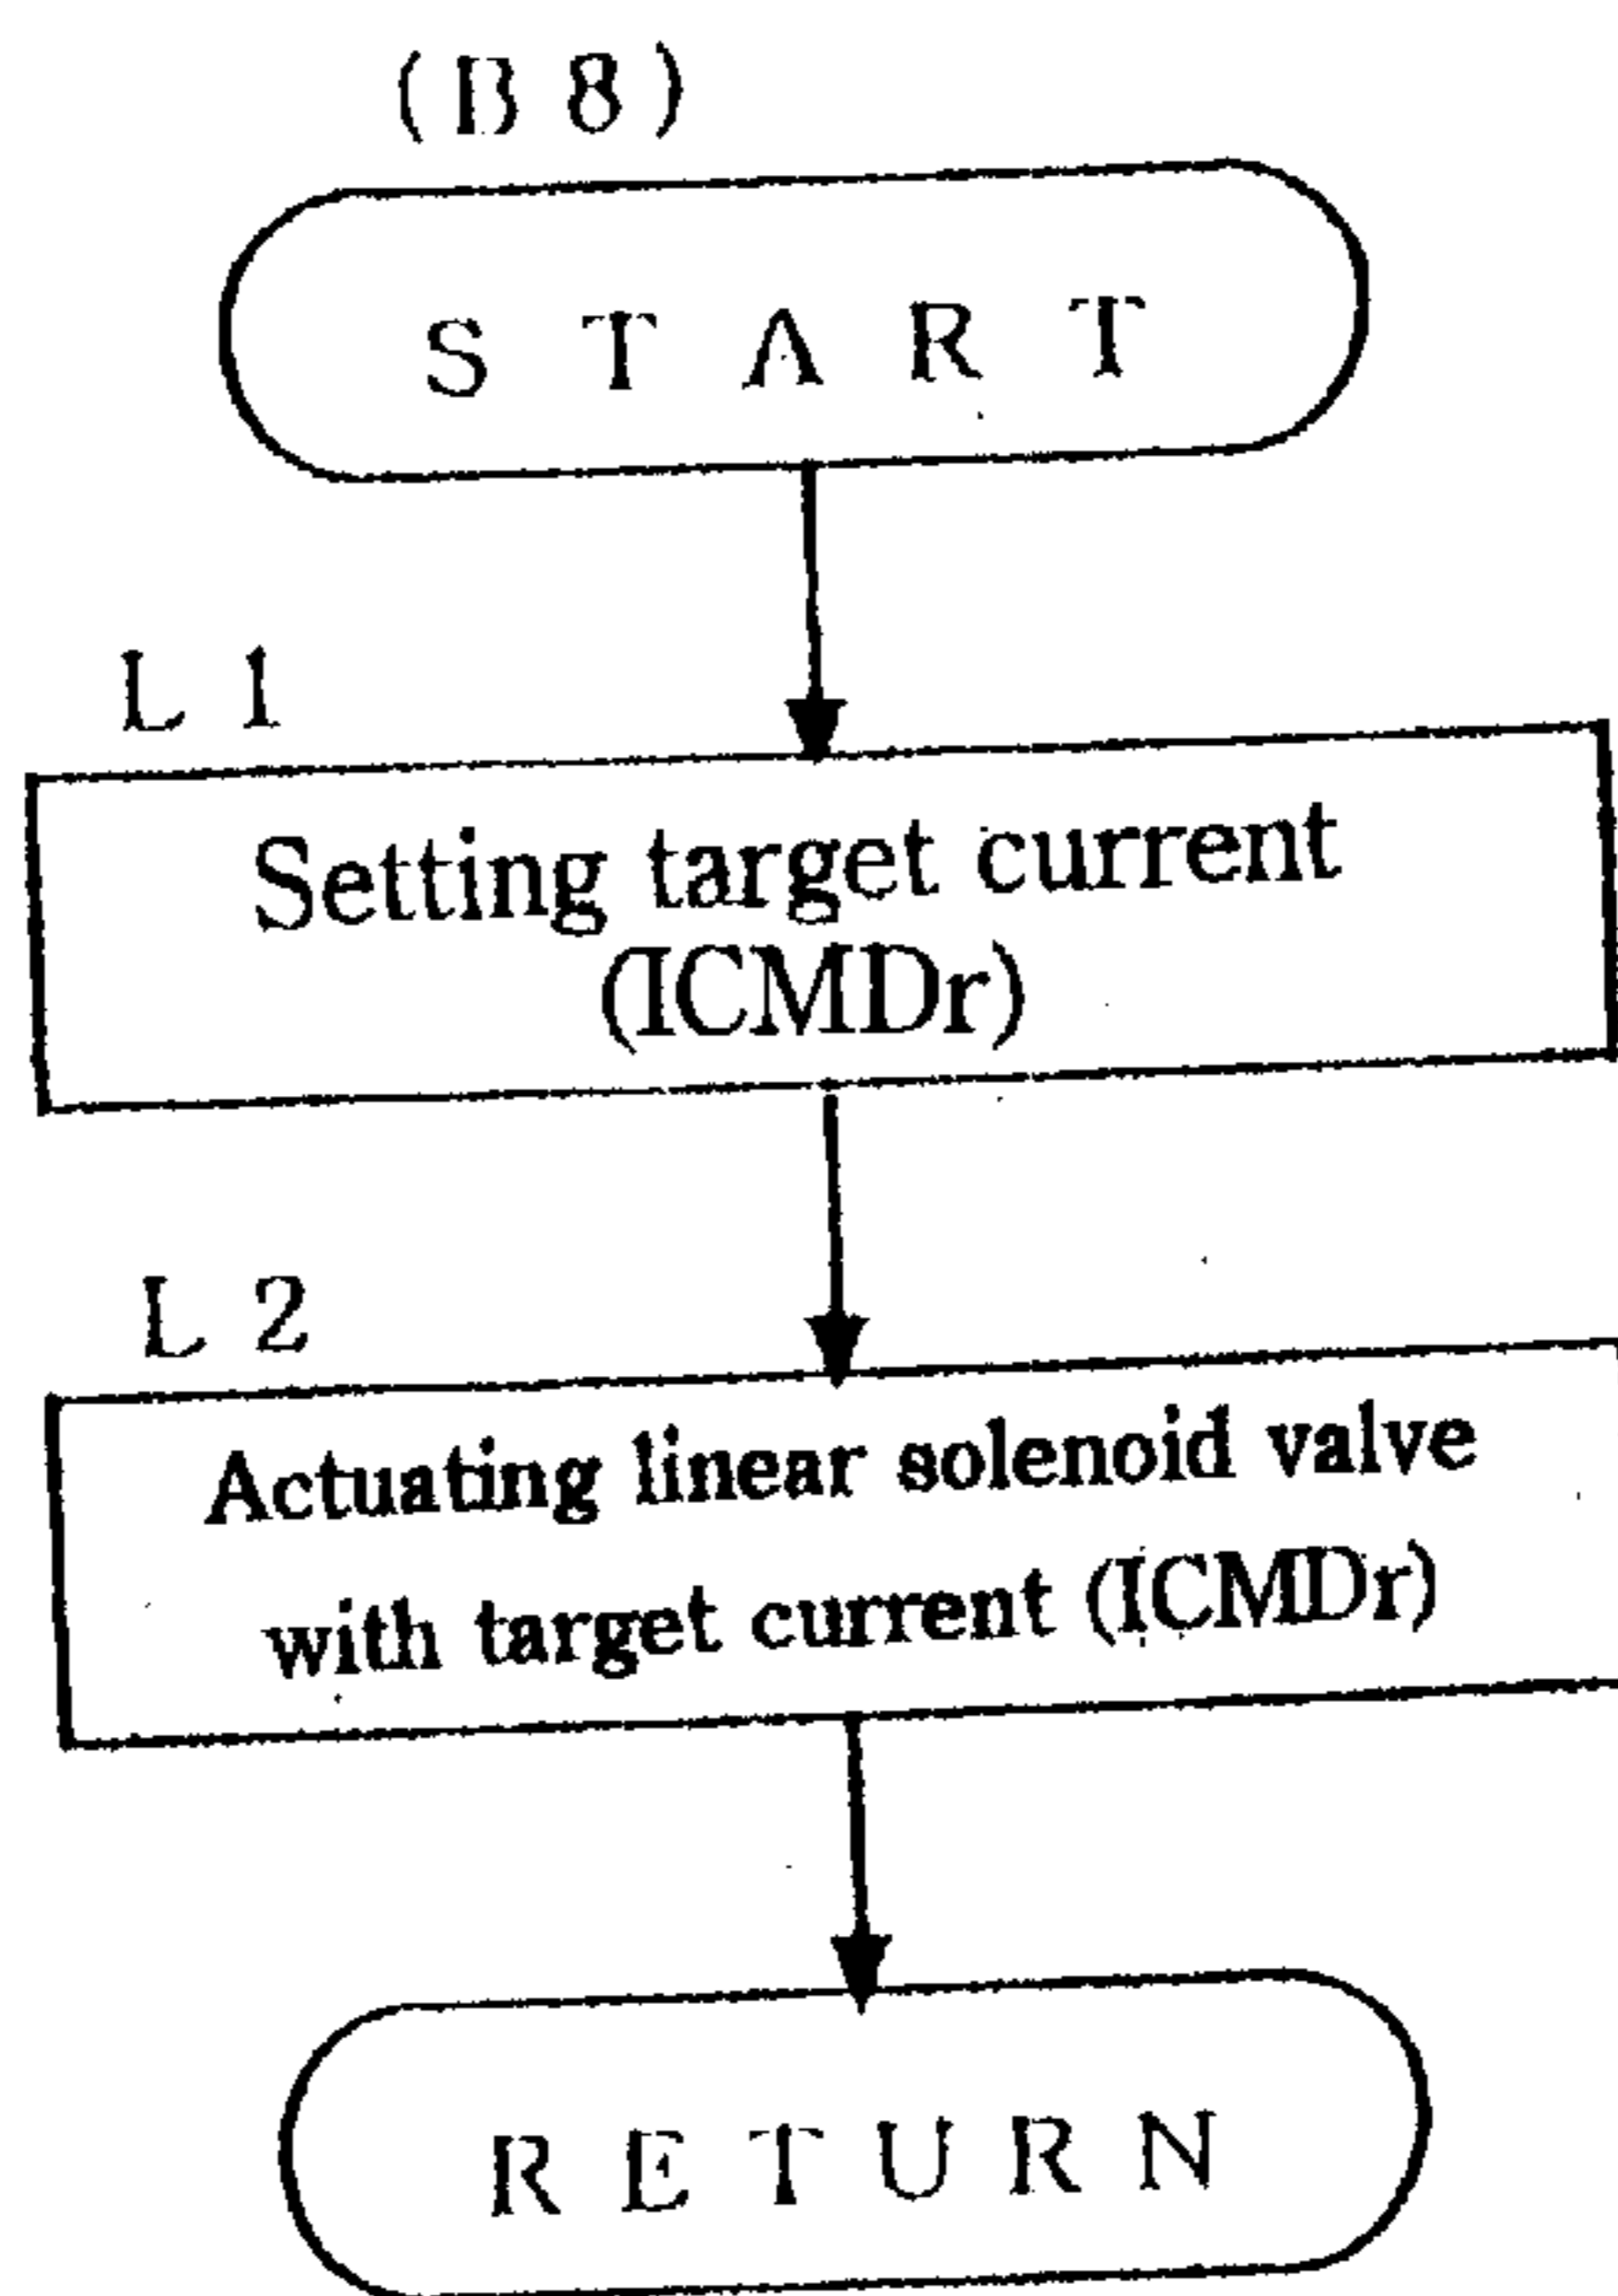 (B8)
START
L1
Setting target current
(ICMDr)
L2
Actuating linear solenoid valve
with target current (ICMDr)
RETURN